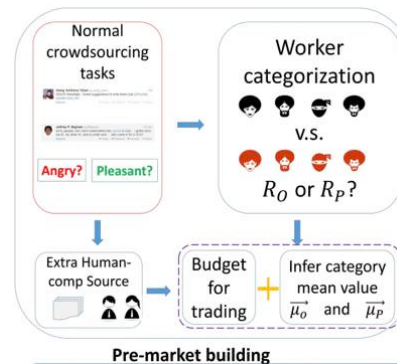 Normal
crowdsourcing
tasks
Angry?
Pleasant?
Worker
categorization
v.s.
R_O or R_P?
Extra Human-
comp Source
Budget
for
trading
Infer category
mean value
μ_o and μ_P
Pre-market building